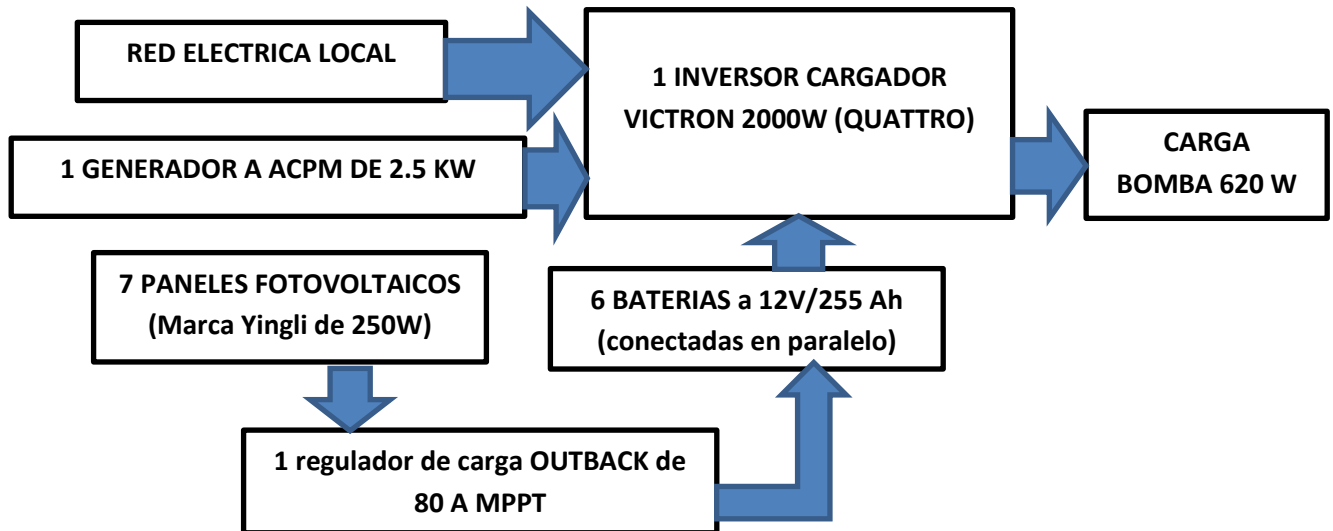 RED ELECTRICA LOCAL
1 INVERSOR CARGADOR
VICTRON 2000W (QUATTRO)
1 GENERADOR A ACPM DE 2.5 KW
CARGA
BOMBA 620 W
7 PANELES FOTOVOLTAICOS
(Marca Yingli de 250W)
6 BATERIAS a 12V/255 Ah
(conectadas en paralelo)
1 regulador de carga OUTBACK de
80 A MPPT